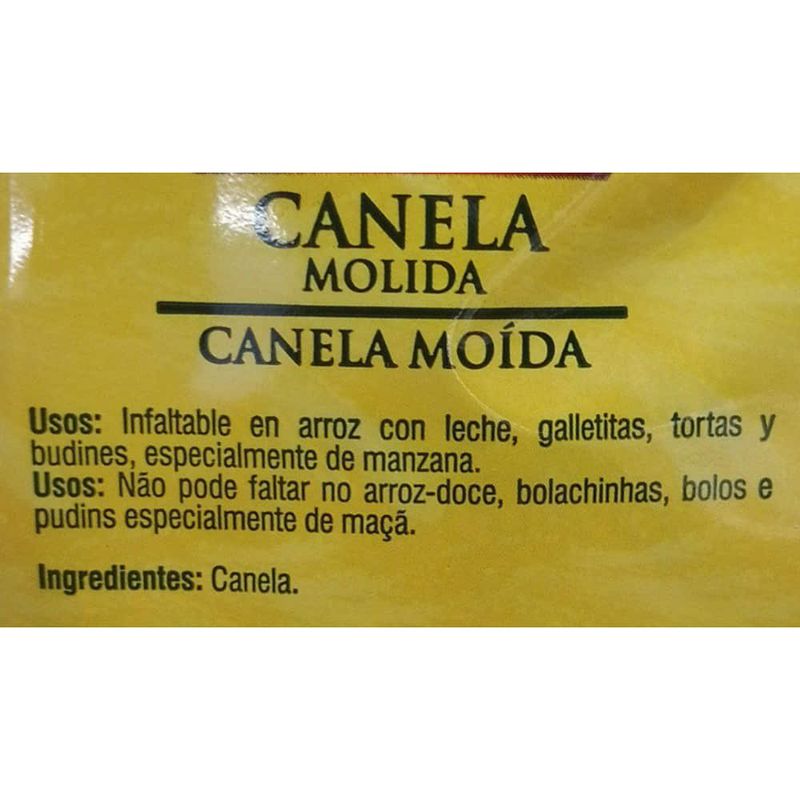 CANELA
MOLIDA
CANELA MOÍDA
Usos: Infaltable en arroz con leche, galletitas, tortas y
budines, especialmente de manzana.
Usos: Não pode faltar no arroz-doce, bolachinhas, bolos e
pudins especialmente de maçã.
Ingredientes: Canela.